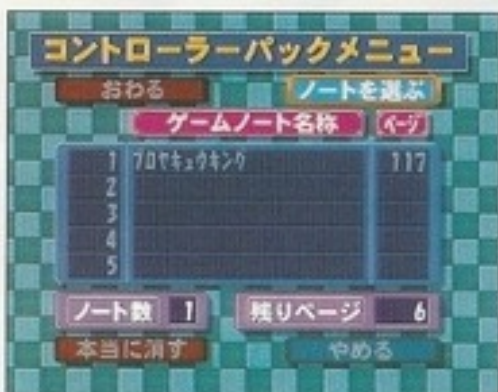 コントローラーパックメニュー
おわる ノートを選ぶ
ゲームノート名称 ページ
1 プロヤキュウキング 117
2
3
4
5
ノート数 1 残りページ 6
本当に消す やめる